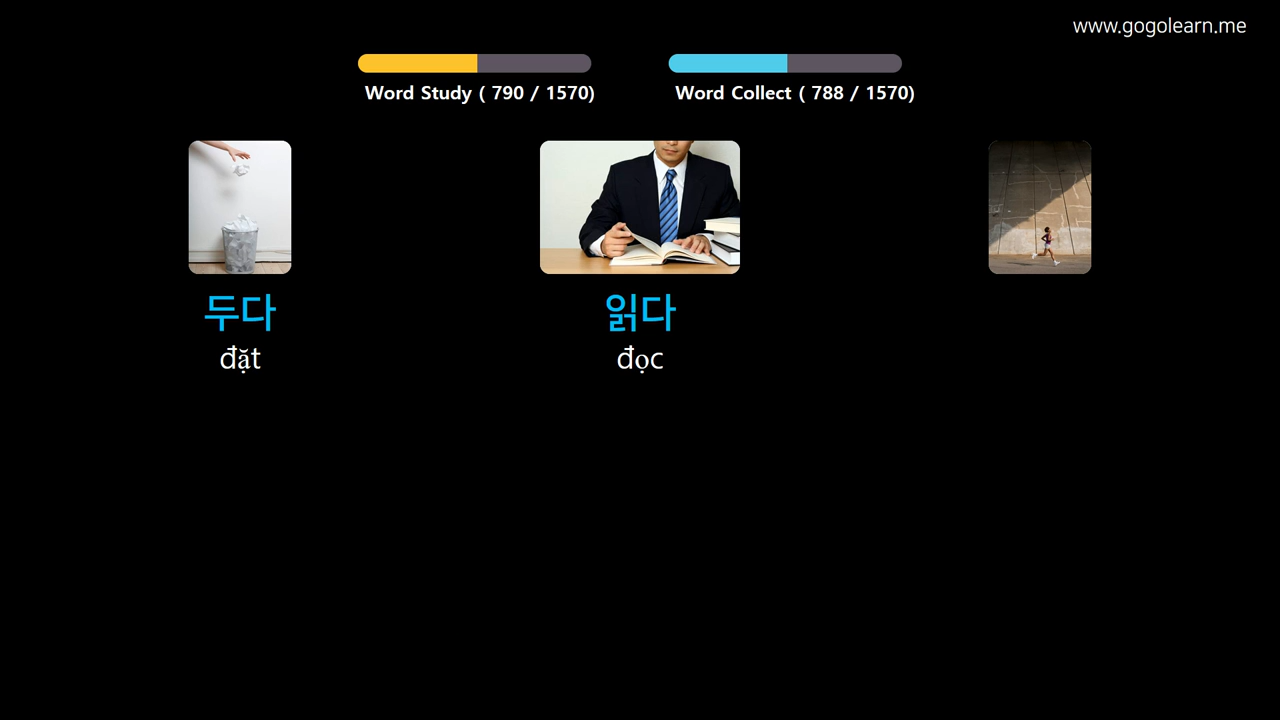 www.gogolearn.me
Word Study ( 790 / 1570)
Word Collect ( 788 / 1570)
두다
đặt
읽다
đọc